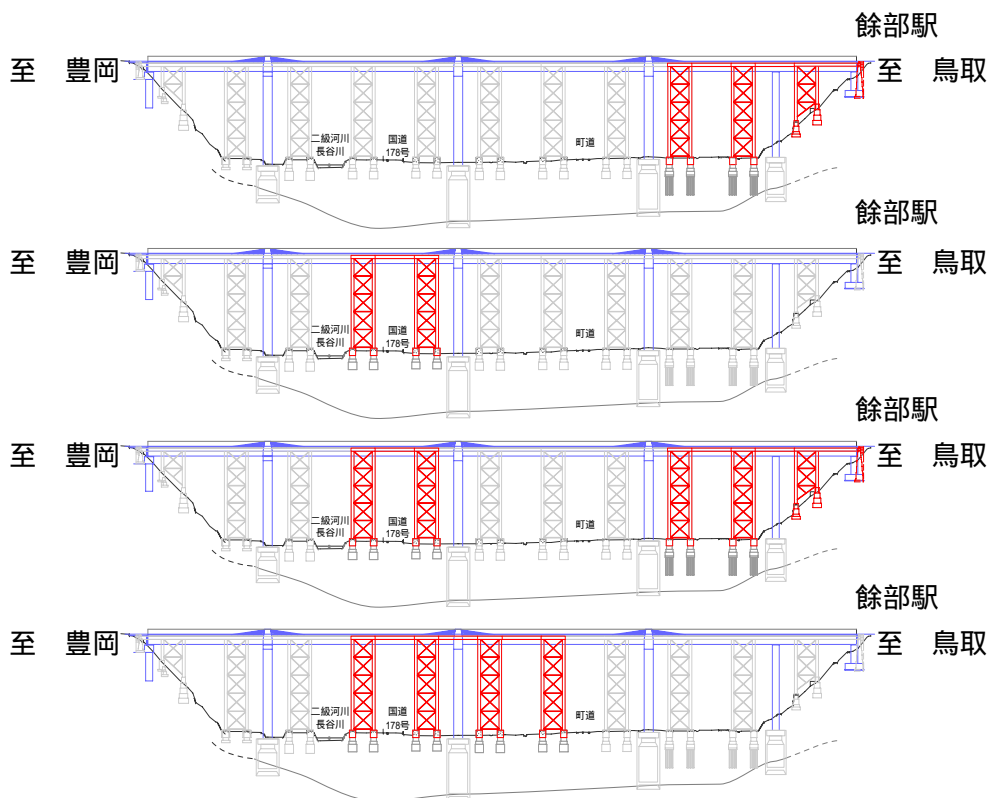 餘部駅
至 豊岡
至 鳥取
二級河川
長谷川
国道
178号
町道
餘部駅
至 豊岡
至 鳥取
二級河川
長谷川
国道
178号
町道
餘部駅
至 豊岡
至 鳥取
二級河川
長谷川
国道
178号
町道
餘部駅
至 豊岡
至 鳥取
二級河川
長谷川
国道
178号
町道